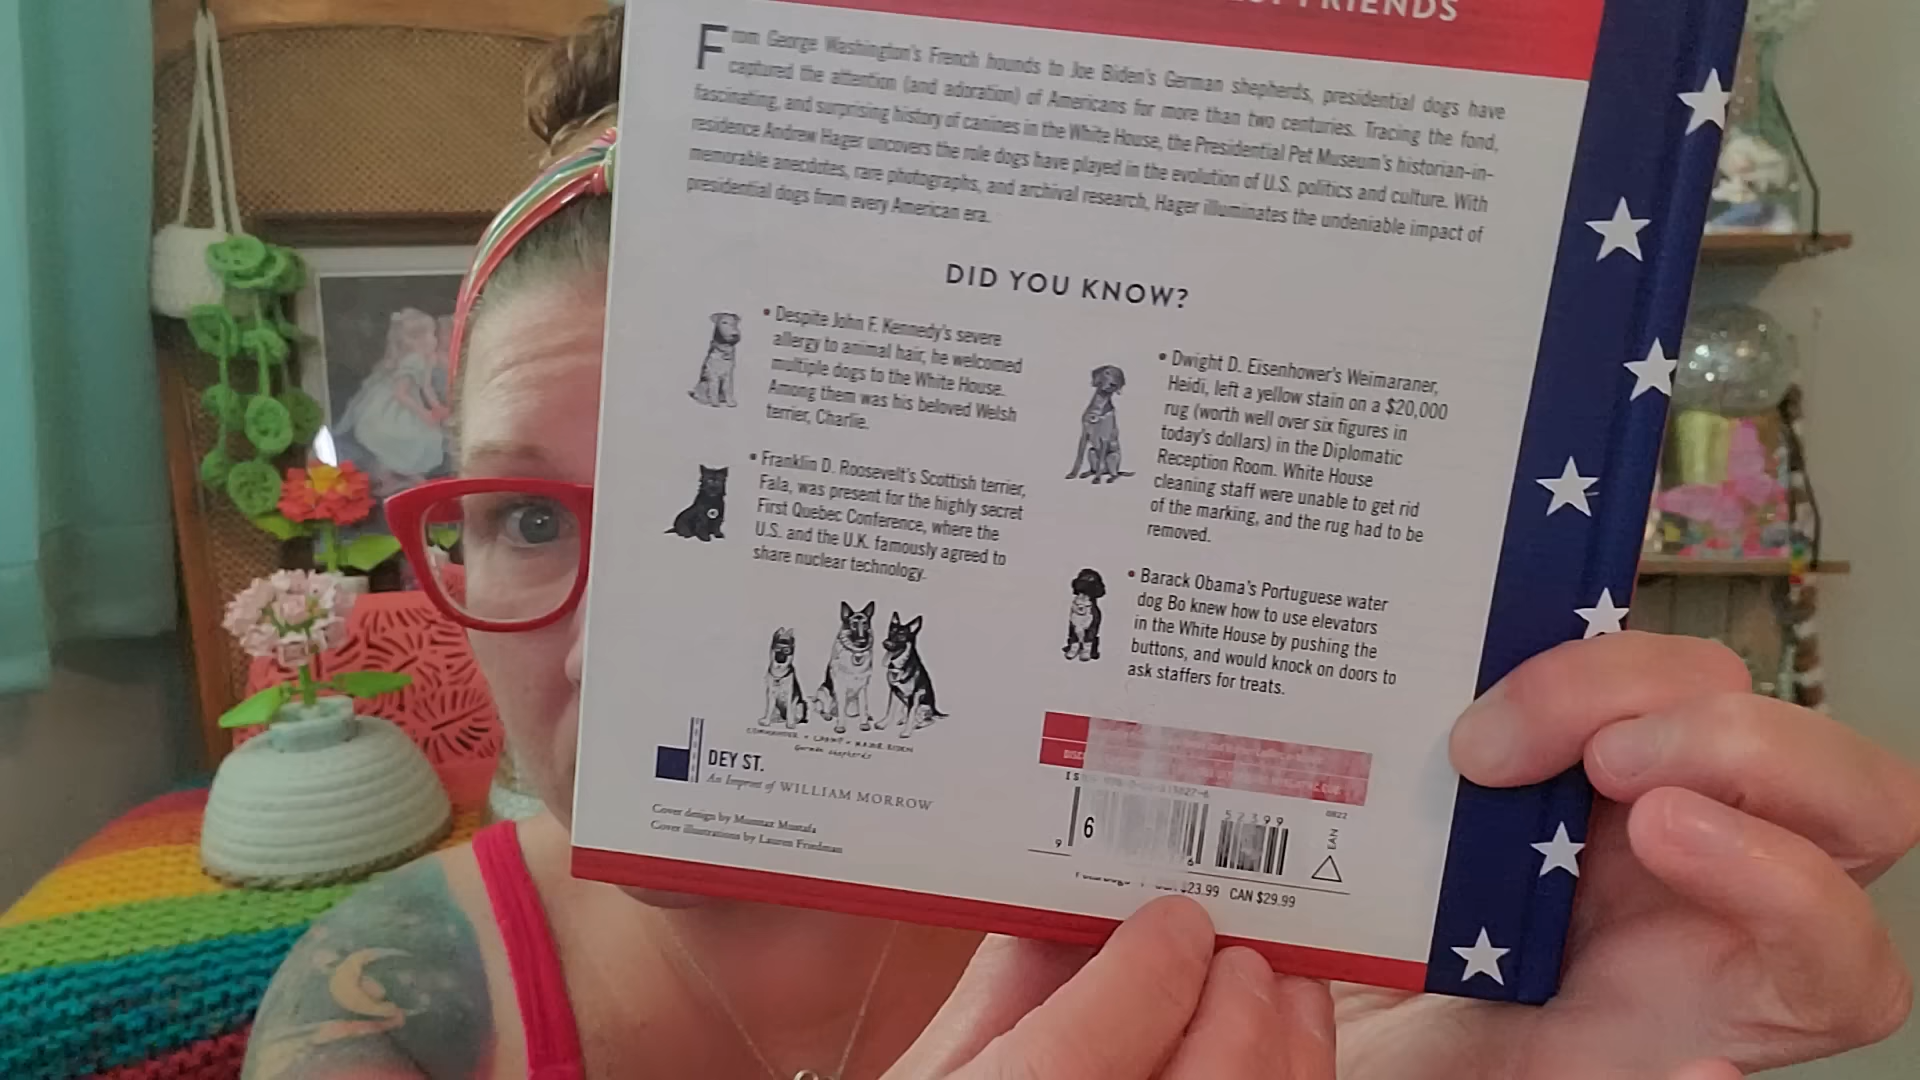 FRIENDS
From George Washington's French hounds to Joe Biden's German shepherds, presidential dogs have
captured the attention (and adoration) of Americans for more than two centuries. Tracing the fond,
fascinating, and surprising history of canines in the White House, the Presidential Pet Museum's historian-in-
residence Andrew Hager uncovers the role dogs have played in the evolution of U.S. politics and culture. With
memorable anecdotes, rare photographs, and archival research, Hager illuminates the undeniable impact of
presidential dogs from every American era.
DID YOU KNOW?
• Despite John F. Kennedy's severe
allergy to animal hair, he welcomed
multiple dogs to the White House.
Among them was his beloved Welsh
terrier, Charlie.
• Franklin D. Roosevelt's Scottish terrier,
Fala, was present for the highly secret
First Quebec Conference, where the
U.S. and the U.K. famously agreed to
share nuclear technology.
COMMANDER • CHAMP • MAJOR BIDEN
German shepherds
• Dwight D. Eisenhower's Weimaraner,
Heidi, left a yellow stain on a $20,000
rug (worth well over six figures in
today's dollars) in the Diplomatic
Reception Room. White House
cleaning staff were unable to get rid
of the marking, and the rug had to be
removed.
• Barack Obama's Portuguese water
dog Bo knew how to use elevators
in the White House by pushing the
buttons, and would knock on doors to
ask staffers for treats.
DEY ST.
An Imprint of WILLIAM MORROW
Cover design by Mumtaz Mustafa
Cover illustrations by Lauren Friedman
0822
52399
9 6
6
EAN
$23.99 CAN $29.99